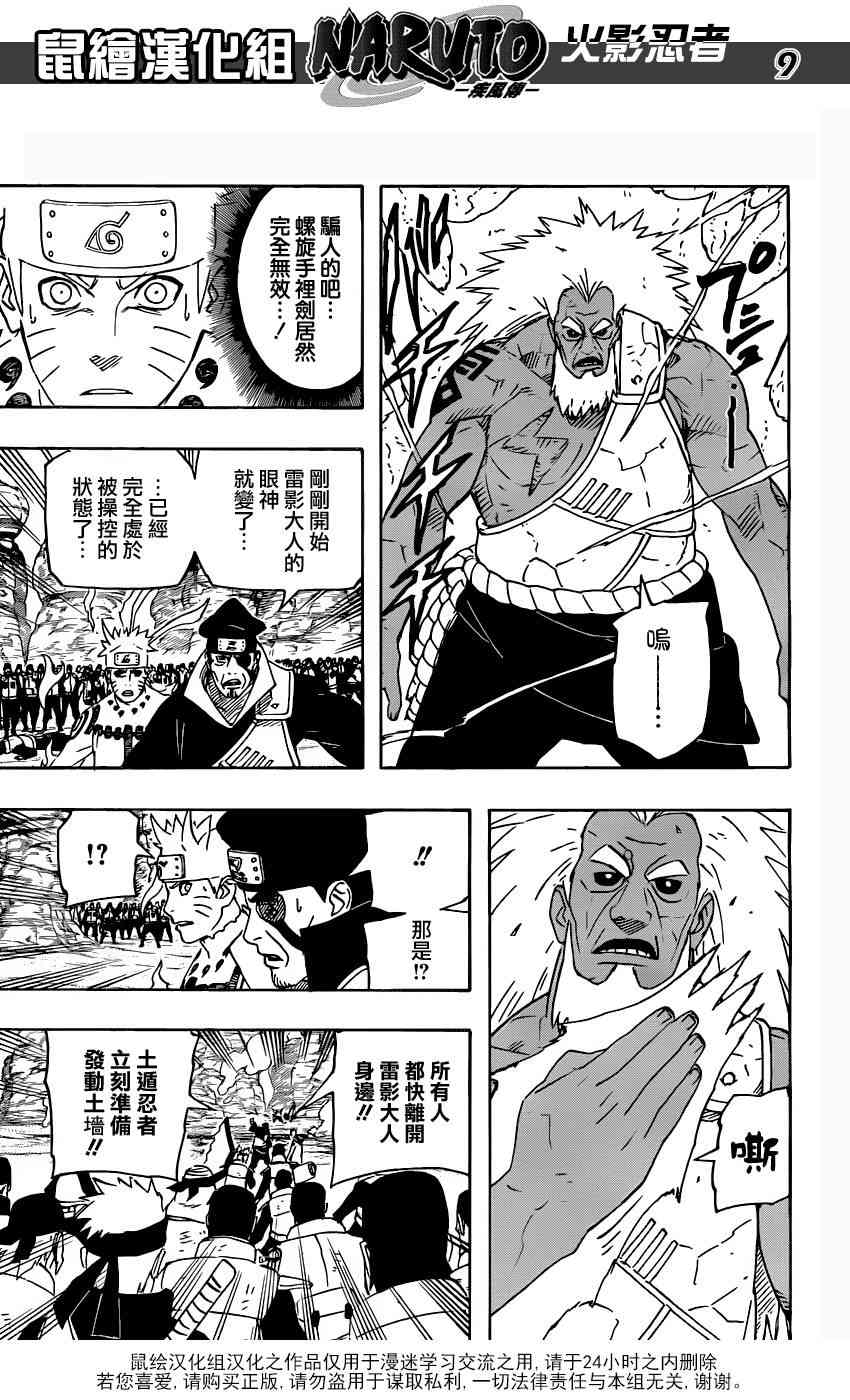 鼠繪漢化組
NARUTO
—疾風傳—
火影忍者
9
プ
ミュ
…
嗚
——
……
騙人的吧…
螺旋手裡劍居然
完全無效…！
剛剛開始
雷影大人的
眼神
就變了…
…已經
完全處於
被操控的
狀態了…
嘶
!!
那是!?
!?
所有人
都快離開
雷影大人
身邊!!
土遁忍者
立刻準備
發動土墙!!
鼠绘汉化组汉化之作品仅用于漫迷学习交流之用, 请于24小时之内删除
若您喜爱, 请购买正版, 请勿盗用于谋取私利, 一切法律责任与本组无关, 谢谢。